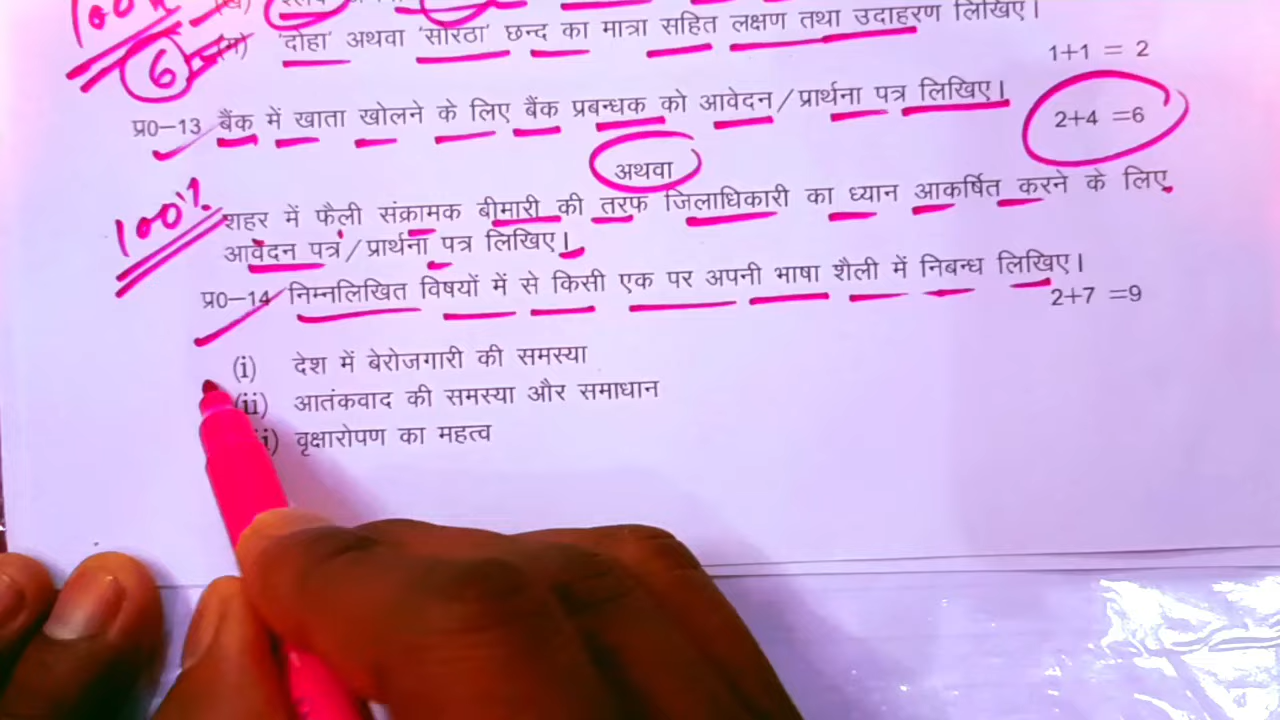 100%
6 'दोहा' अथवा 'सोरठा' छन्द का मात्रा सहित लक्षण तथा उदाहरण लिखिए।
1+1 = 2
प्र0-13 बैंक में खाता खोलने के लिए बैंक प्रबन्धक को आवेदन/प्रार्थना पत्र लिखिए। 2+4 =6
अथवा
100% शहर में फैली संक्रामक बीमारी की तरफ जिलाधिकारी का ध्यान आकर्षित करने के लिए
आवेदन पत्र/प्रार्थना पत्र लिखिए।
प्र0-14 निम्नलिखित विषयों में से किसी एक पर अपनी भाषा शैली में निबन्ध लिखिए।
2+7 =9
(i) देश में बेरोजगारी की समस्या
(ii) आतंकवाद की समस्या और समाधान
वृक्षारोपण का महत्व